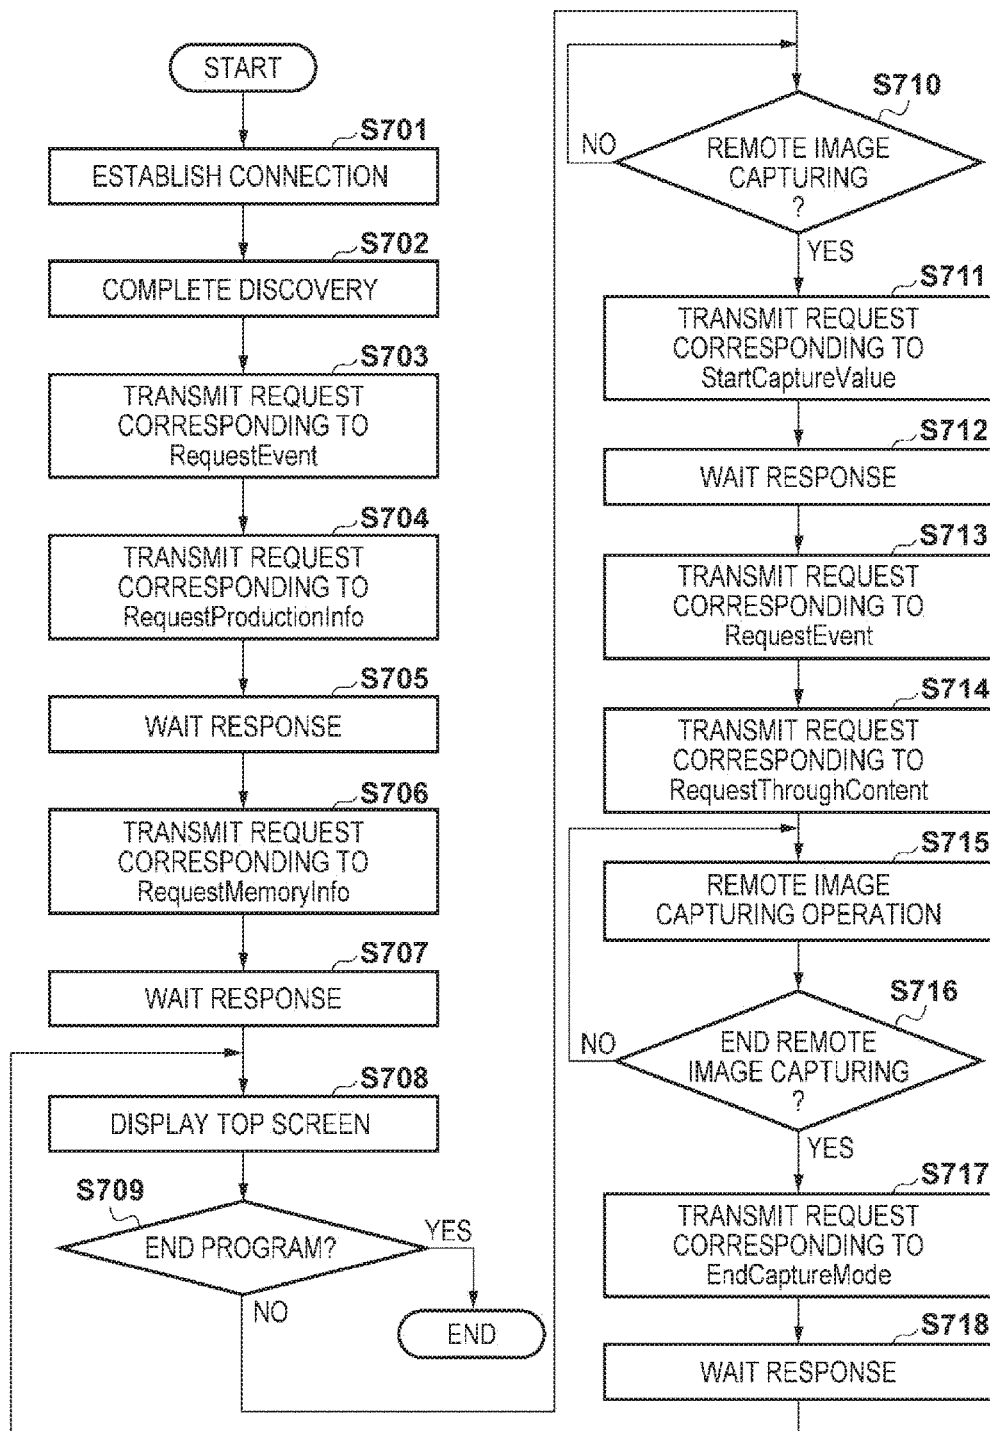 START
S701
ESTABLISH CONNECTION
S702
COMPLETE DISCOVERY
S703
TRANSMIT REQUEST
CORRESPONDING TO
RequestEvent
S704
TRANSMIT REQUEST
CORRESPONDING TO
RequestProductionInfo
S705
WAIT RESPONSE
S706
TRANSMIT REQUEST
CORRESPONDING TO
RequestMemoryInfo
S707
WAIT RESPONSE
S708
DISPLAY TOP SCREEN
S709
END PROGRAM?
YES
NO
END
S710
REMOTE IMAGE
CAPTURING
?
NO
YES
S711
TRANSMIT REQUEST
CORRESPONDING TO
StartCaptureValue
S712
WAIT RESPONSE
S713
TRANSMIT REQUEST
CORRESPONDING TO
RequestEvent
S714
TRANSMIT REQUEST
CORRESPONDING TO
RequestThroughContent
S715
REMOTE IMAGE
CAPTURING OPERATION
S716
END REMOTE
IMAGE CAPTURING
?
NO
YES
S717
TRANSMIT REQUEST
CORRESPONDING TO
EndCaptureMode
S718
WAIT RESPONSE